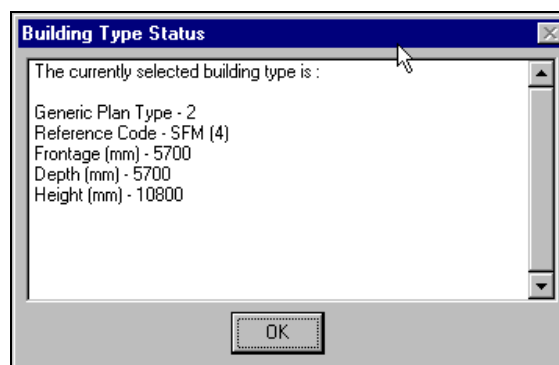 Building Type Status
The currently selected building type is :
Generic Plan Type - 2
Reference Code - SFM (4)
Frontage (mm) - 5700
Depth (mm) - 5700
Height (mm) - 10800
OK